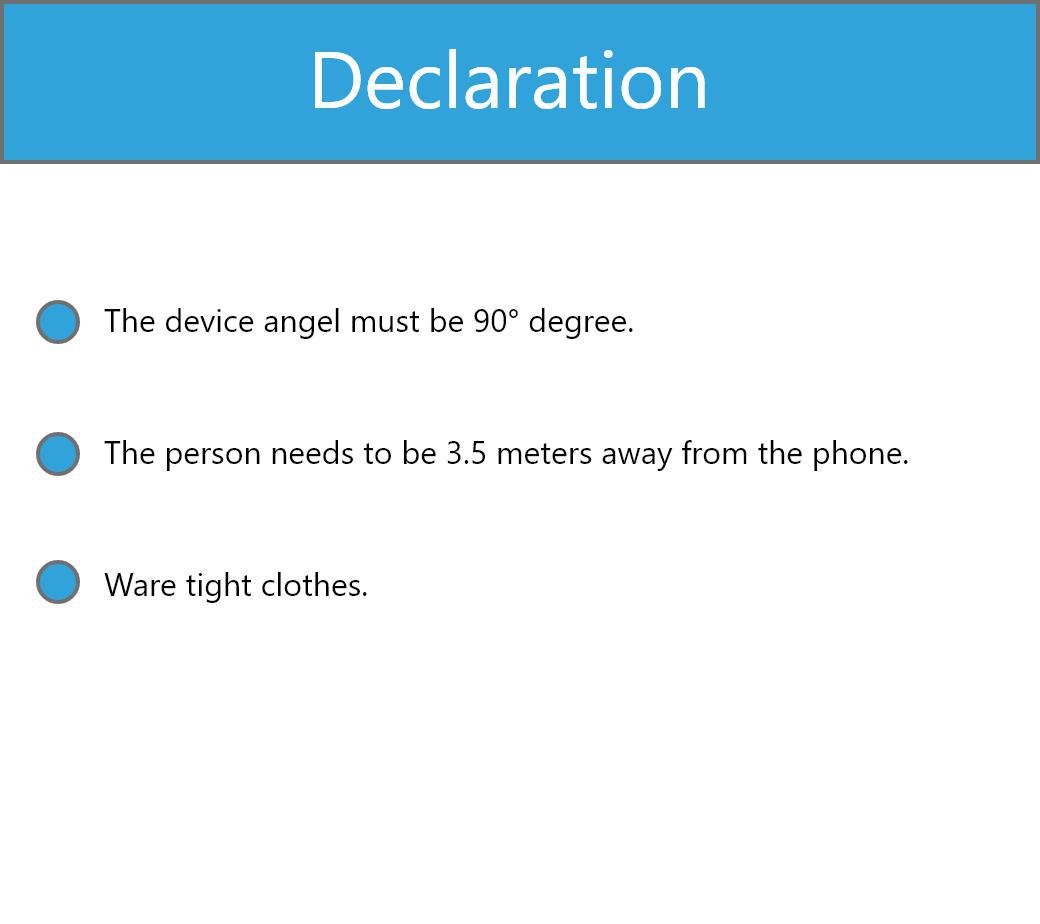 Declaration
The device angel must be 90° degree.
The person needs to be 3.5 meters away from the phone.
Ware tight clothes.